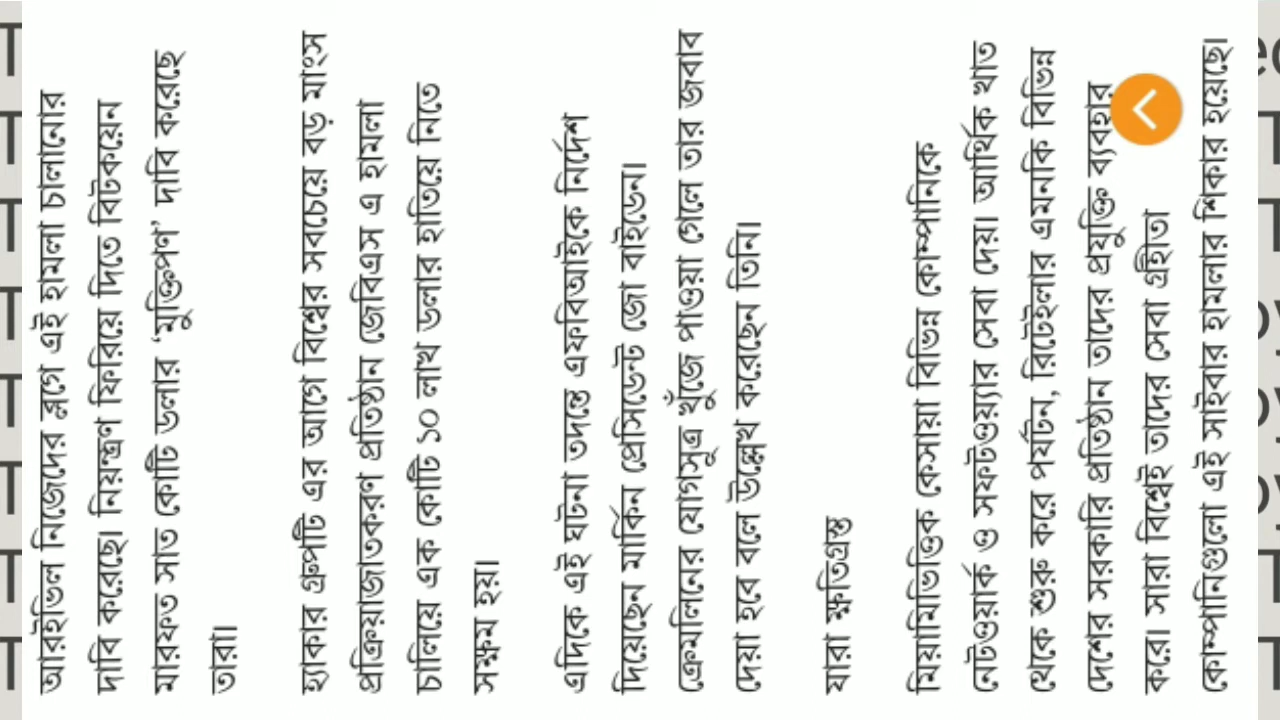 আরইভিল নিজেদের ব্লগে এই হামলা চালানোর
দাবি করেছে। নিয়ন্ত্রণ ফিরিয়ে দিতে বিটকয়েন
মারফত সাত কোটি ডলার ‘মুক্তিপণ’ দাবি করেছে
তারা।
হ্যকার গ্রুপটি এর আগে বিশ্বের সবচেয়ে বড় মাংস
প্রক্রিয়াজাতকরণ প্রতিষ্ঠান জেবিএস এ হামলা
চালিয়ে এক কোটি ১০ লাখ ডলার হাতিয়ে নিতে
সক্ষম হয়।
এদিকে এই ঘটনা তদন্তে এফবিআইকে নির্দেশ
দিয়েছেন মার্কিন প্রেসিডেন্ট জো বাইডেন।
ক্রেমলিনের যোগসূত্র খুঁজে পাওয়া গেলে তার জবাব
দেয়া হবে বলে উল্লেখ করেছেন তিনি।
যারা ক্ষতিগ্রস্ত
মিয়ামিভিত্তিক কেসায়া বিভিন্ন কোম্পানিকে
নেটওয়ার্ক ও সফটওয়্যার সেবা দেয়। আর্থিক খাত
থেকে শুরু করে পর্যটন, রিটেইলার এমনকি বিভিন্ন
দেশের সরকারি প্রতিষ্ঠান তাদের প্রযুক্তি ব্যবহার
করে। সারা বিশ্বেই তাদের সেবা গ্রহীতা
কোম্পানিগুলো এই সাইবার হামলার শিকার হয়েছে।